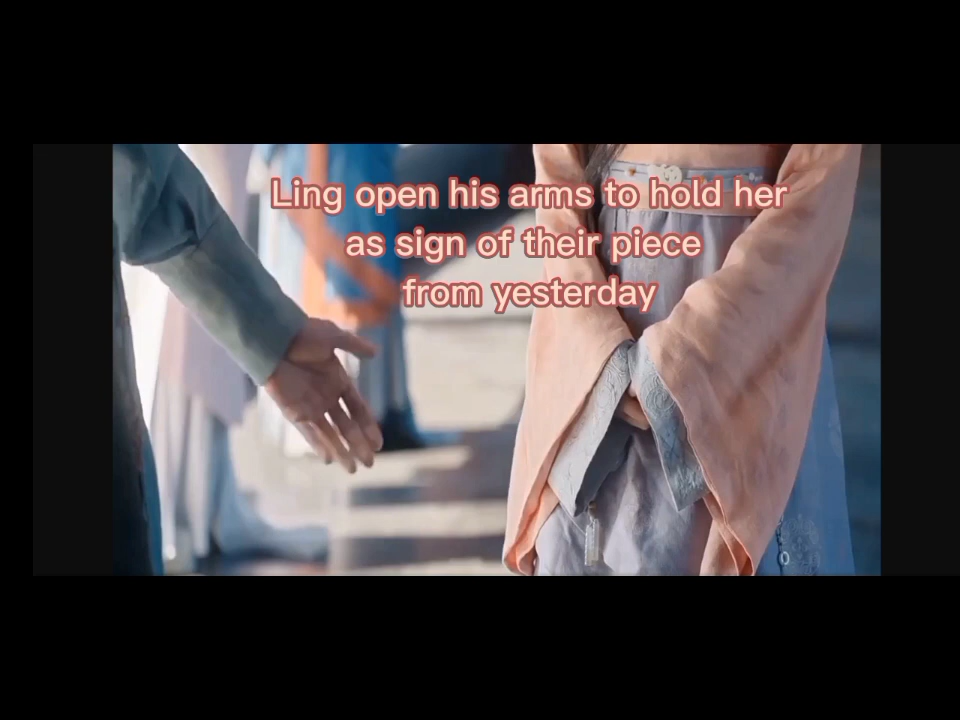 Ling open his arms to hold her
as sign of their piece
from yesterday